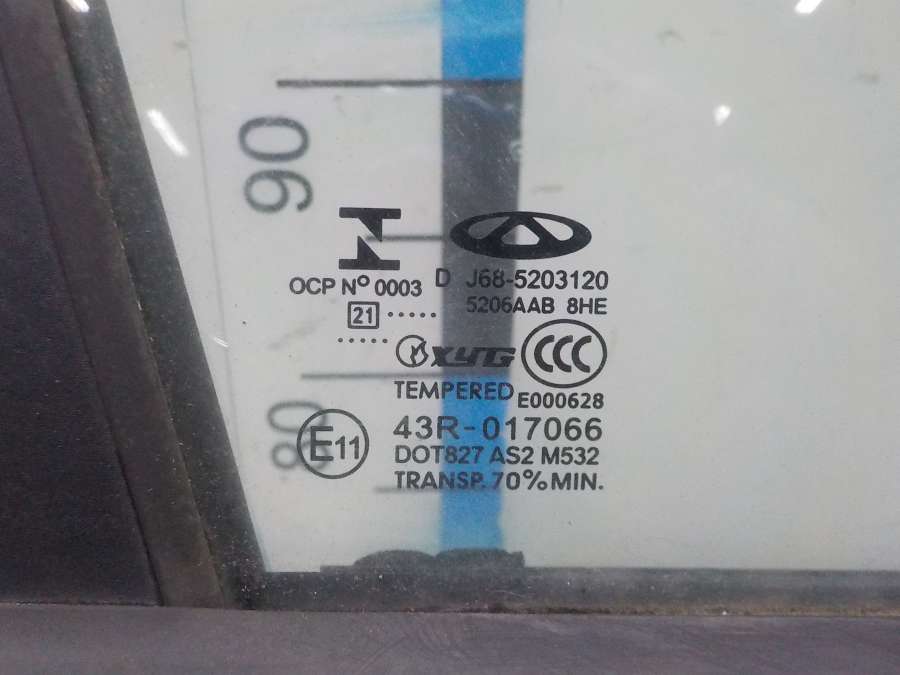 90
OCP Nº 0003
D J68-5203120
5206AAB 8HE
21 .....
.....
XYG
CCC
TEMPERED
E000628
80
E11
43R-017066
DOT827 AS2 M532
TRANSP. 70% MIN.